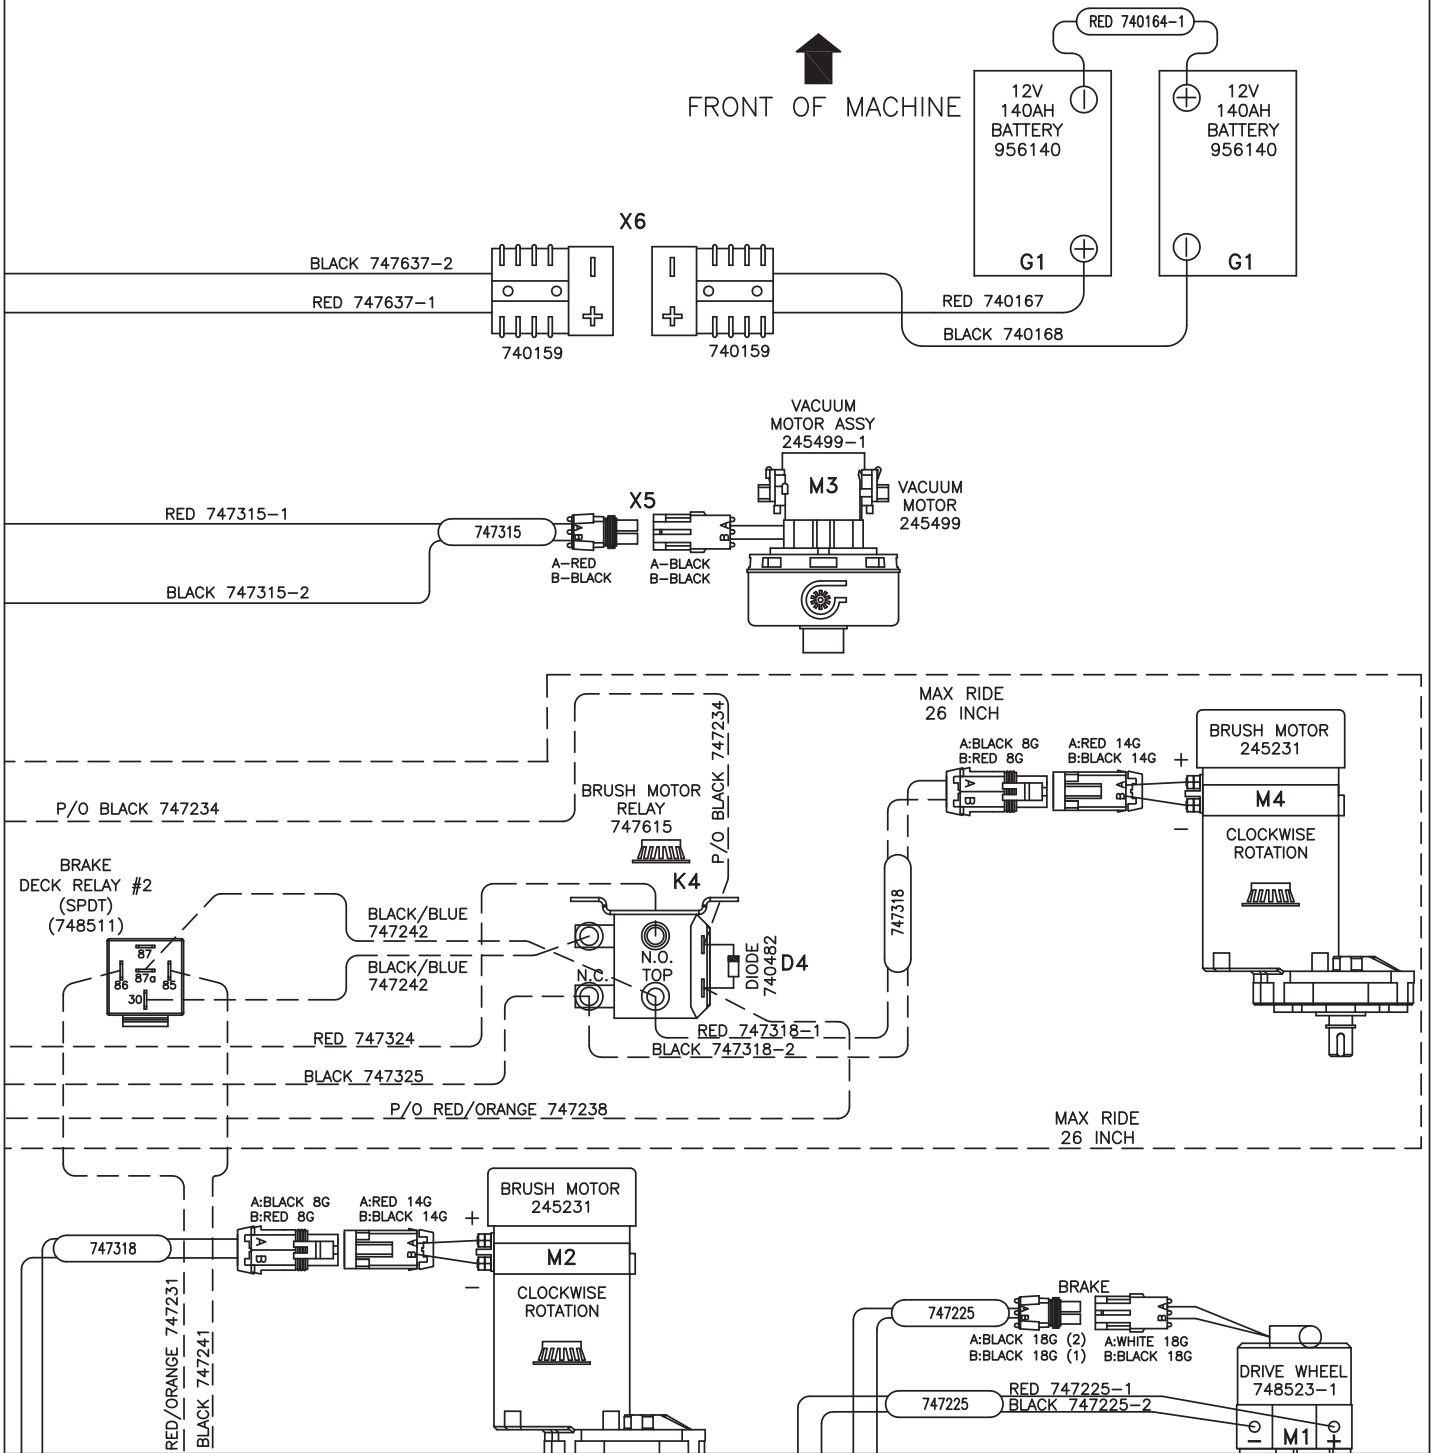 RED 740164-1
FRONT OF MACHINE
12V
140AH
BATTERY
956140
G1
12V
140AH
BATTERY
956140
G1
X6
BLACK 747637-2
RED 747637-1
740159
740159
RED 740167
BLACK 740168
VACUUM
MOTOR ASSY
245499-1
M3
VACUUM
MOTOR
245499
RED 747315-1
747315
X5
A B
A B
A-RED
B-BLACK
A-BLACK
B-BLACK
BLACK 747315-2
MAX RIDE
26 INCH
P/O BLACK 747234
P/O BLACK 747234
BRUSH MOTOR
RELAY
747615
K4
A:BLACK 8G
B:RED 8G
A:RED 14G
B:BLACK 14G
A B
A B
+
-
BRUSH MOTOR
245231
M4
CLOCKWISE
ROTATION
BRAKE
DECK RELAY #2
(SPDT)
(748511)
87
87a
86
85
30
BLACK/BLUE
747242
BLACK/BLUE
747242
N.O.
TOP
N.C.
DIODE
740482
D4
747318
RED 747324
RED 747318-1
BLACK 747318-2
BLACK 747325
P/O RED/ORANGE 747238
MAX RIDE
26 INCH
747318
A:BLACK 8G
B:RED 8G
A:RED 14G
B:BLACK 14G
A B
A B
+
-
BRUSH MOTOR
245231
M2
CLOCKWISE
ROTATION
RED/ORANGE 747231
BLACK 747241
BRAKE
747225
A B
A B
A:BLACK 18G (2)
B:BLACK 18G (1)
A:WHITE 18G
B:BLACK 18G
747225
RED 747225-1
BLACK 747225-2
DRIVE WHEEL
748523-1
- M1 +